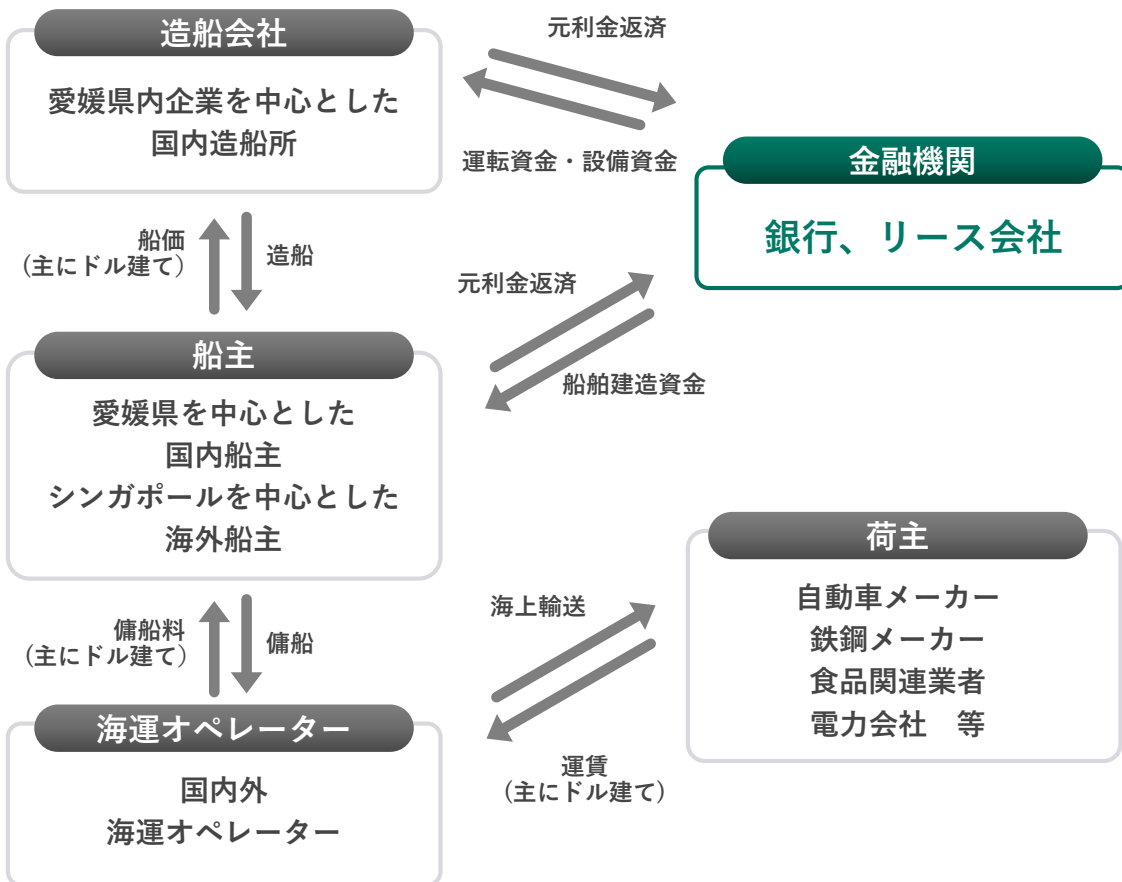 造船会社
愛媛県内企業を中心とした
国内造船所
元利金返済
運転資金・設備資金
金融機関
銀行、リース会社
船価
(主にドル建て)
造船
元利金返済
船舶建造資金
船主
愛媛県を中心とした
国内船主
シンガポールを中心とした
海外船主
傭船料
(主にドル建て)
傭船
海上輸送
運賃
(主にドル建て)
荷主
自動車メーカー
鉄鋼メーカー
食品関連業者
電力会社　等
海運オペレーター
国内外
海運オペレーター